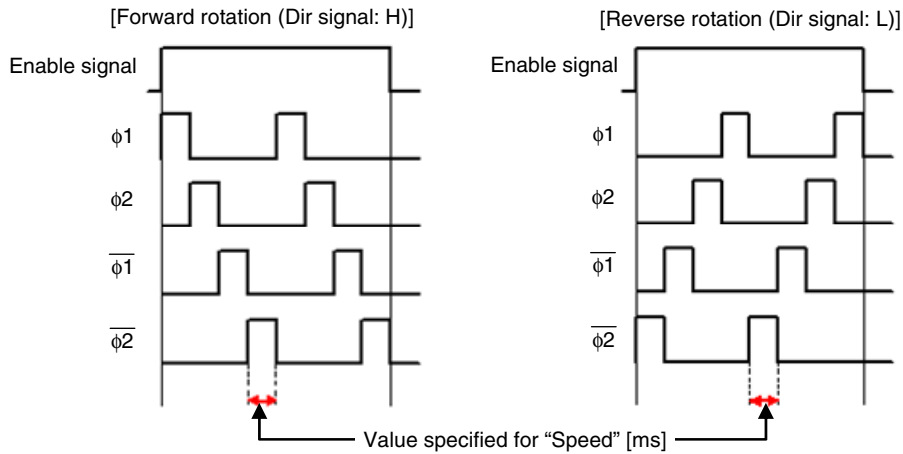 [Forward rotation (Dir signal: H)]
Enable signal
ϕ1
ϕ2
ϕ1̅
ϕ2̅
[Reverse rotation (Dir signal: L)]
Enable signal
ϕ1
ϕ2
ϕ1̅
ϕ2̅
Value specified for “Speed” [ms]